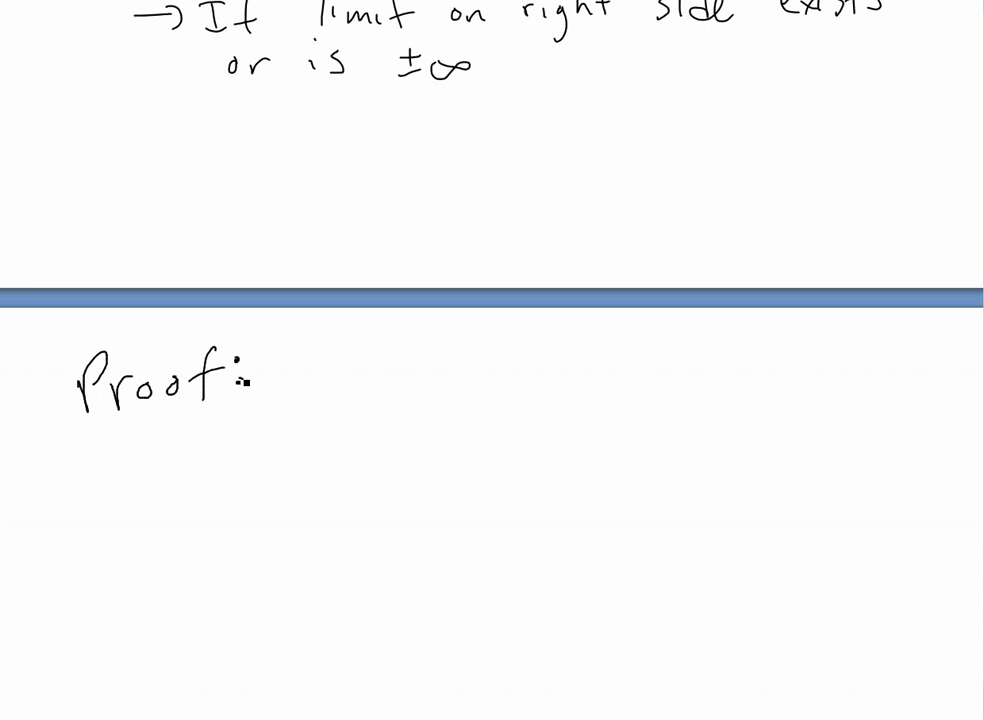 → If limit on right side exists
or is ±∞
Proof: